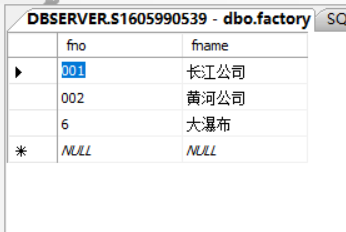 DBSERVER.S1605990539 - dbo.factory SQ
fno fname
001 长江公司
002 黄河公司
6 大瀑布
NULL NULL